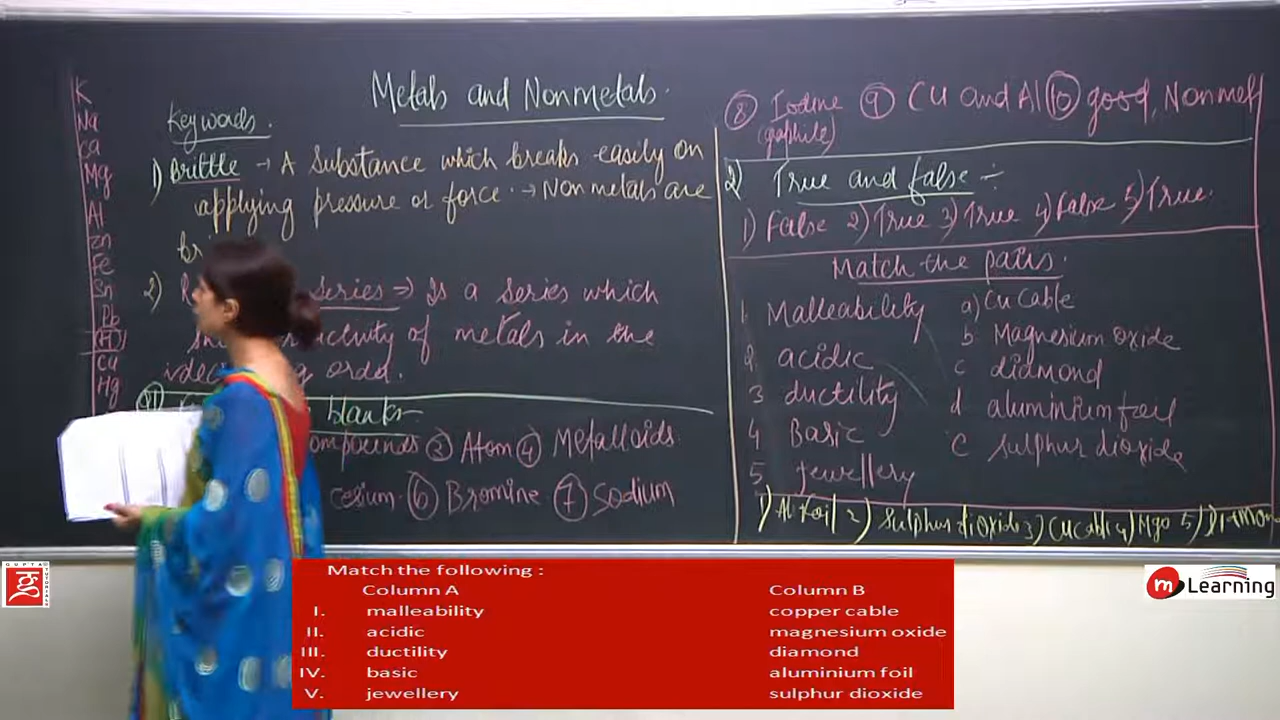 K
Na
Ca
Mg
Al
Zn
Fe
Sn
Pb
(H)
Cu
Hg
Metals and Nonmetals.
Keywords.
1) Brittle → A Substance which breaks easily on
applying pressure or force. → Non metals are
2) series → Is a series which
of metals in the
order.
blanks
③ Atom ④ Metalloids
cesium. ⑥ Bromine ⑦ Sodium
⑧ Iodine ⑨ Cu and Al ⑩ good, Nonmet
(graphite)
2) True and false :-
1) False 2) True 3) True 4) False 5) True.
Match the pairs.
1. Malleability a) Cu Cable
2 acidic b. Magnesium oxide
3 ductility c diamond
4 Basic d aluminium foil
5 Jewellery e sulphur dioxide
1) Al Foil 2) Sulphur dioxide 3) Cu Cable 4) MgO 5)
Match the following :
Column A Column B
I. malleability copper cable
II. acidic magnesium oxide
III. ductility diamond
IV. basic aluminium foil
V. jewellery sulphur dioxide
GUPTA TUTORIALS
m Learning